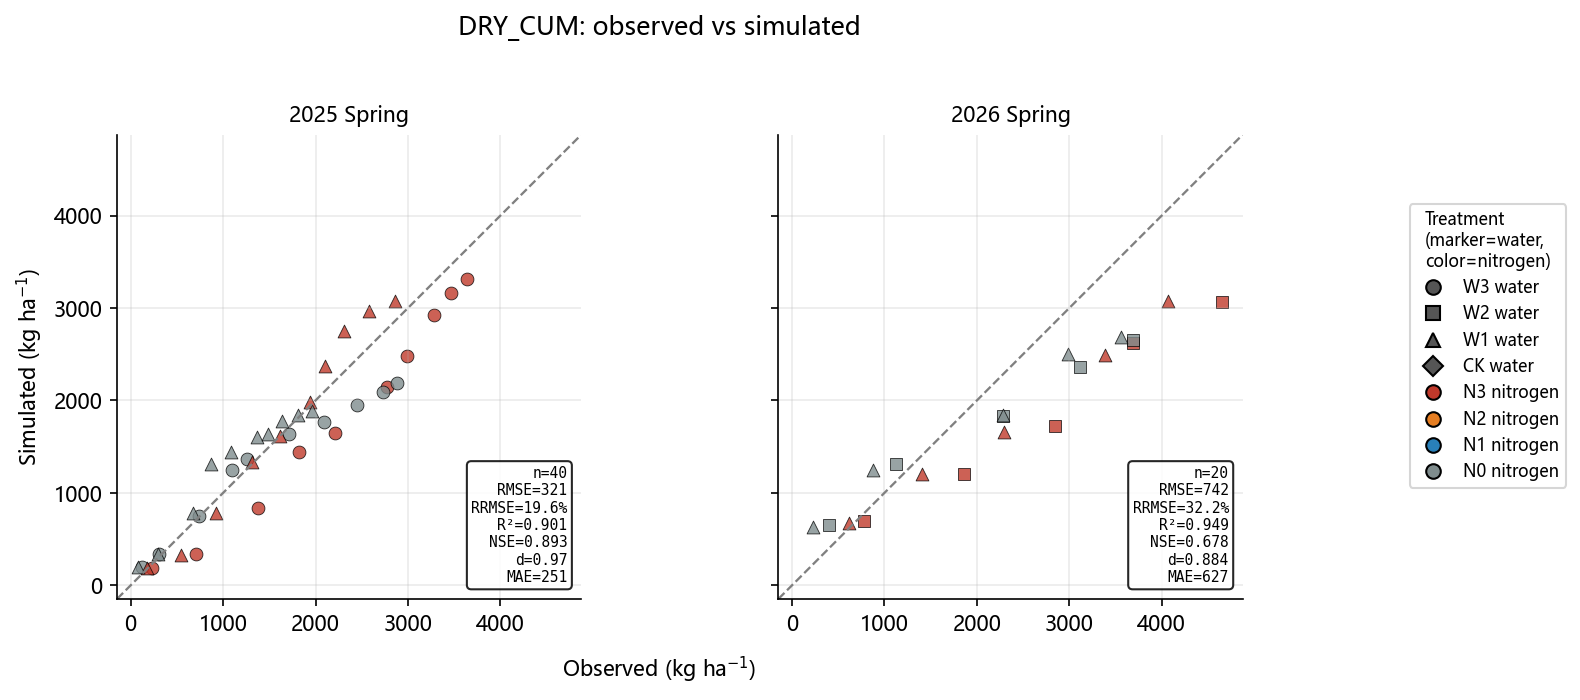 DRY_CUM: observed vs simulated
2025 Spring
2026 Spring
Simulated (kg ha⁻¹)
4000
3000
2000
1000
0
0 1000 2000 3000 4000
0 1000 2000 3000 4000
Observed (kg ha⁻¹)
n=40
RMSE=321
RRMSE=19.6%
R²=0.901
NSE=0.893
d=0.97
MAE=251
n=20
RMSE=742
RRMSE=32.2%
R²=0.949
NSE=0.678
d=0.884
MAE=627
Treatment
(marker=water,
color=nitrogen)
W3 water
W2 water
W1 water
CK water
N3 nitrogen
N2 nitrogen
N1 nitrogen
N0 nitrogen